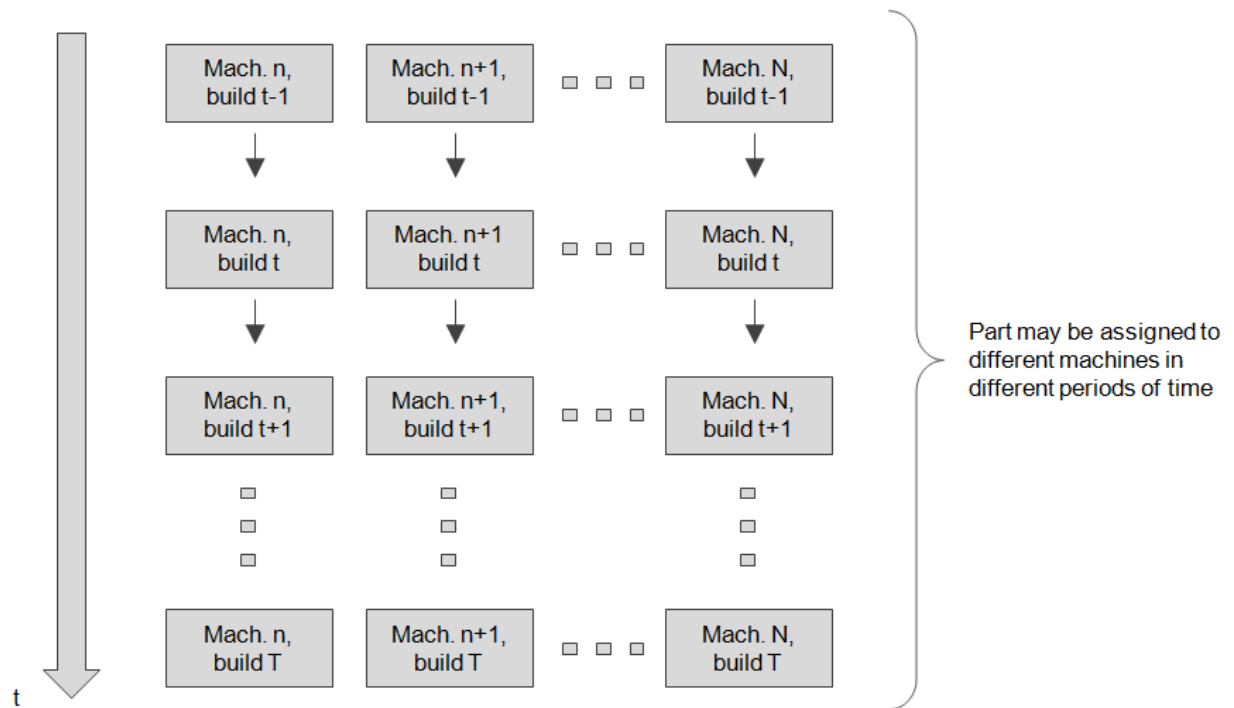 Mach. n,
build t-1
Mach. n+1,
build t-1
Mach. N,
build t-1
Mach. n,
build t
Mach. n+1
build t
Mach. N,
build t
Part may be assigned to
different machines in
different periods of time
Mach. n,
build t+1
Mach. n+1,
build t+1
Mach. N,
build t+1
Mach. n,
build T
Mach. n+1,
build T
Mach. N,
build T
t